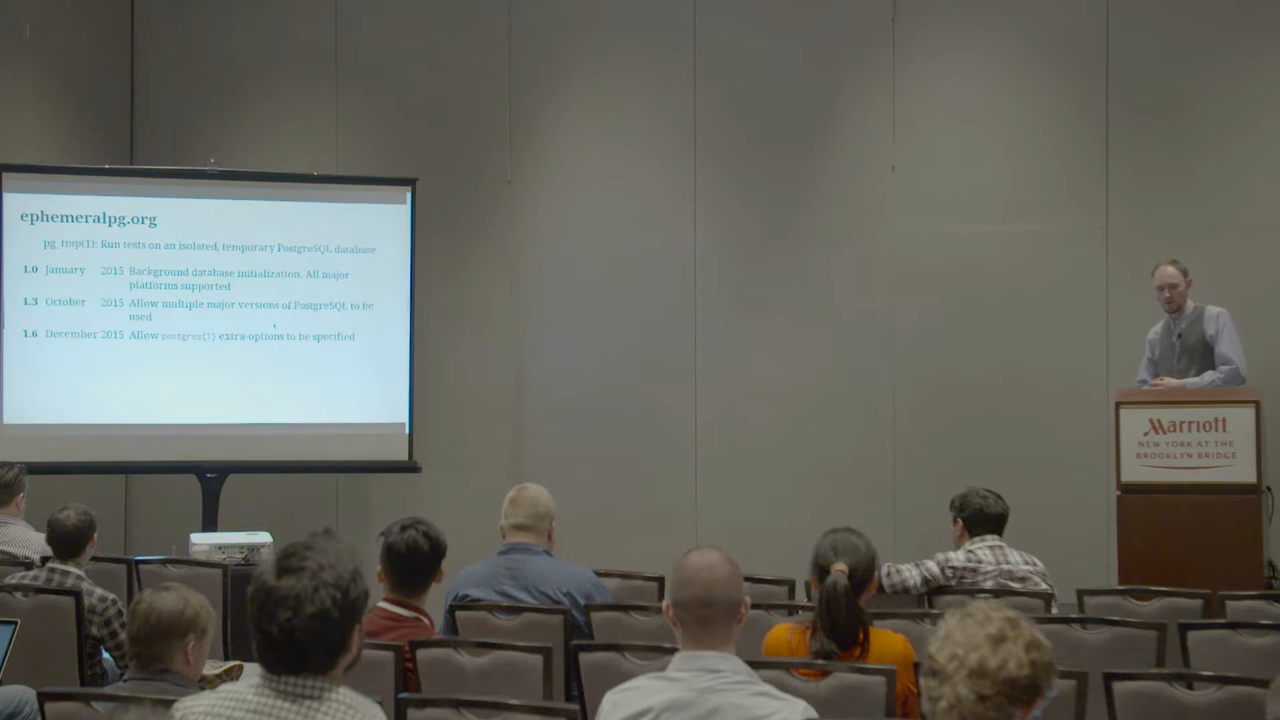 ephemeralpg.org
pg_tmp(1): Run tests on an isolated, temporary PostgreSQL database
1.0 January 2015 Background database initialization. All major
platforms supported
1.3 October 2015 Allow multiple major versions of PostgreSQL to be
used
1.6 December 2015 Allow postgres(1) extra-options to be specified
Marriott
NEW YORK AT THE
BROOKLYN BRIDGE